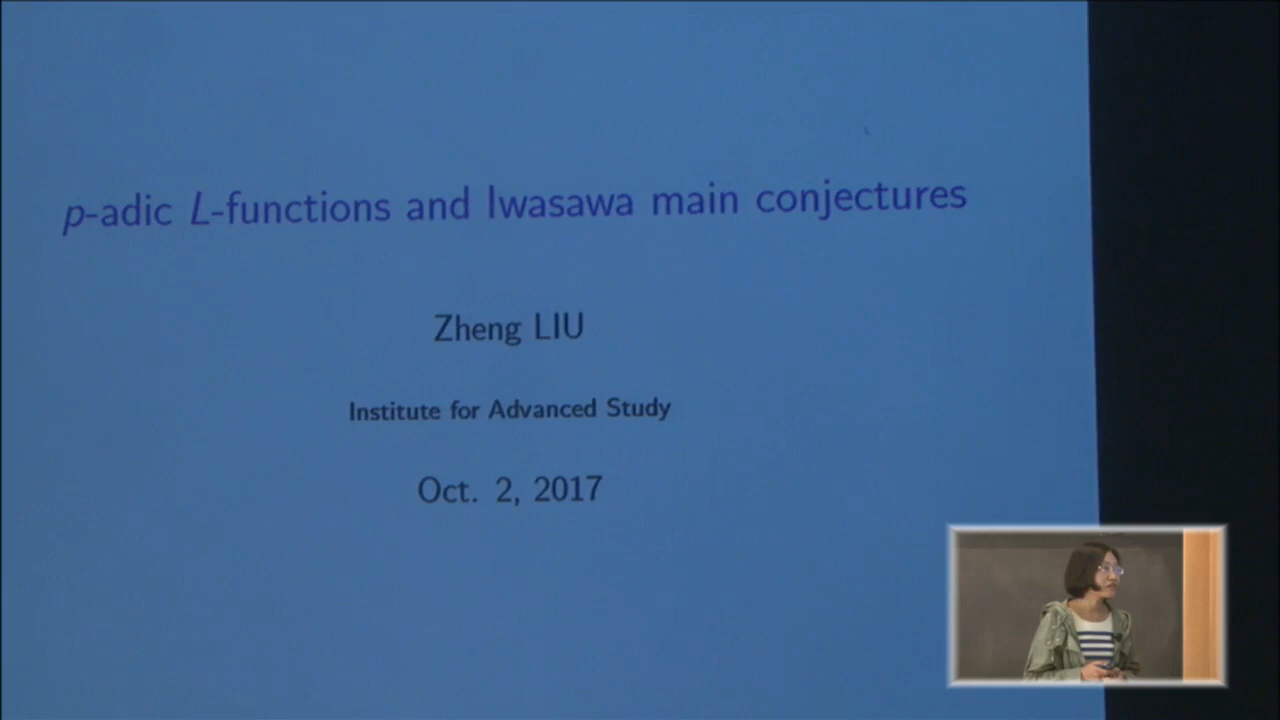 p-adic L-functions and Iwasawa main conjectures
Zheng LIU
Institute for Advanced Study
Oct. 2, 2017